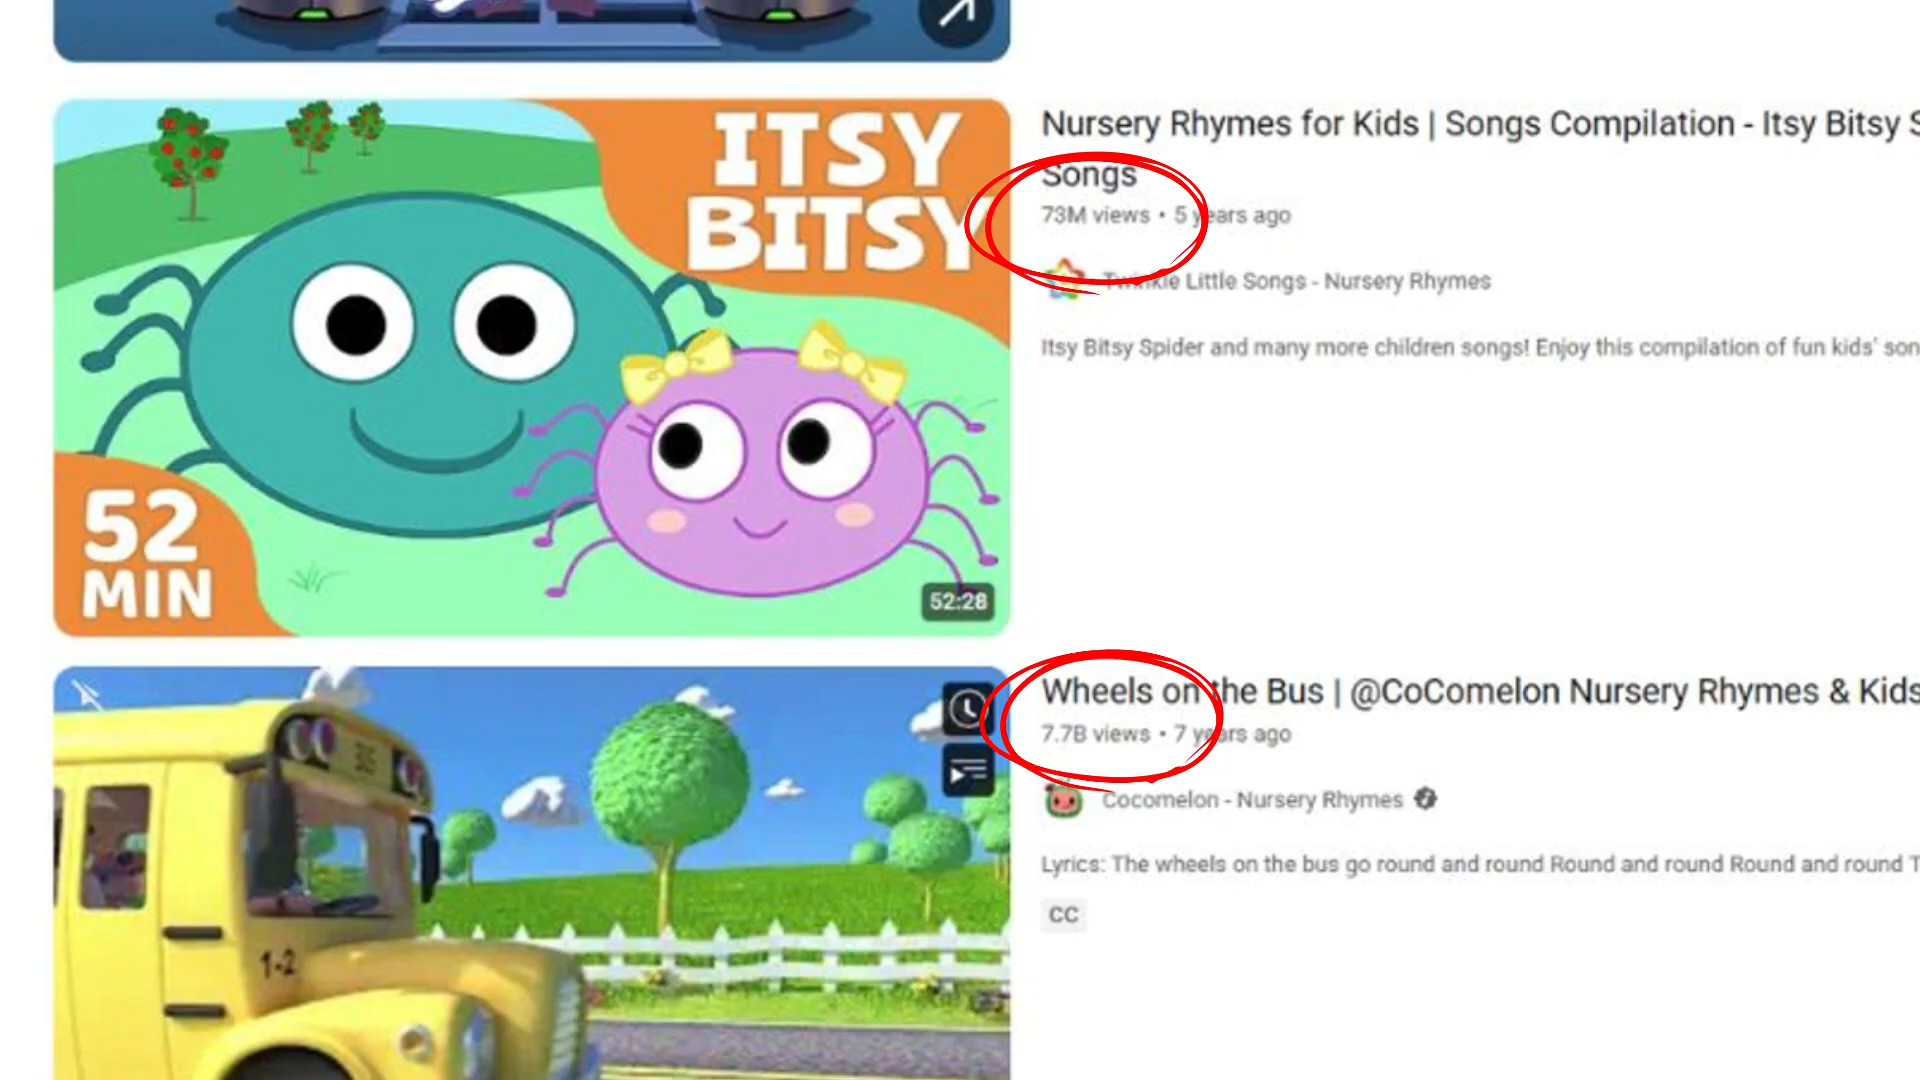 ITSY
BITSY
52
MIN
52:28
Nursery Rhymes for Kids | Songs Compilation - Itsy Bitsy S
Songs
73M views • 5 years ago
Twinkle Little Songs - Nursery Rhymes
Itsy Bitsy Spider and many more children songs! Enjoy this compilation of fun kids' son
1-2
Wheels on the Bus | @CoComelon Nursery Rhymes & Kids
7.7B views • 7 years ago
Cocomelon - Nursery Rhymes
Lyrics: The wheels on the bus go round and round Round and round Round and round T
CC